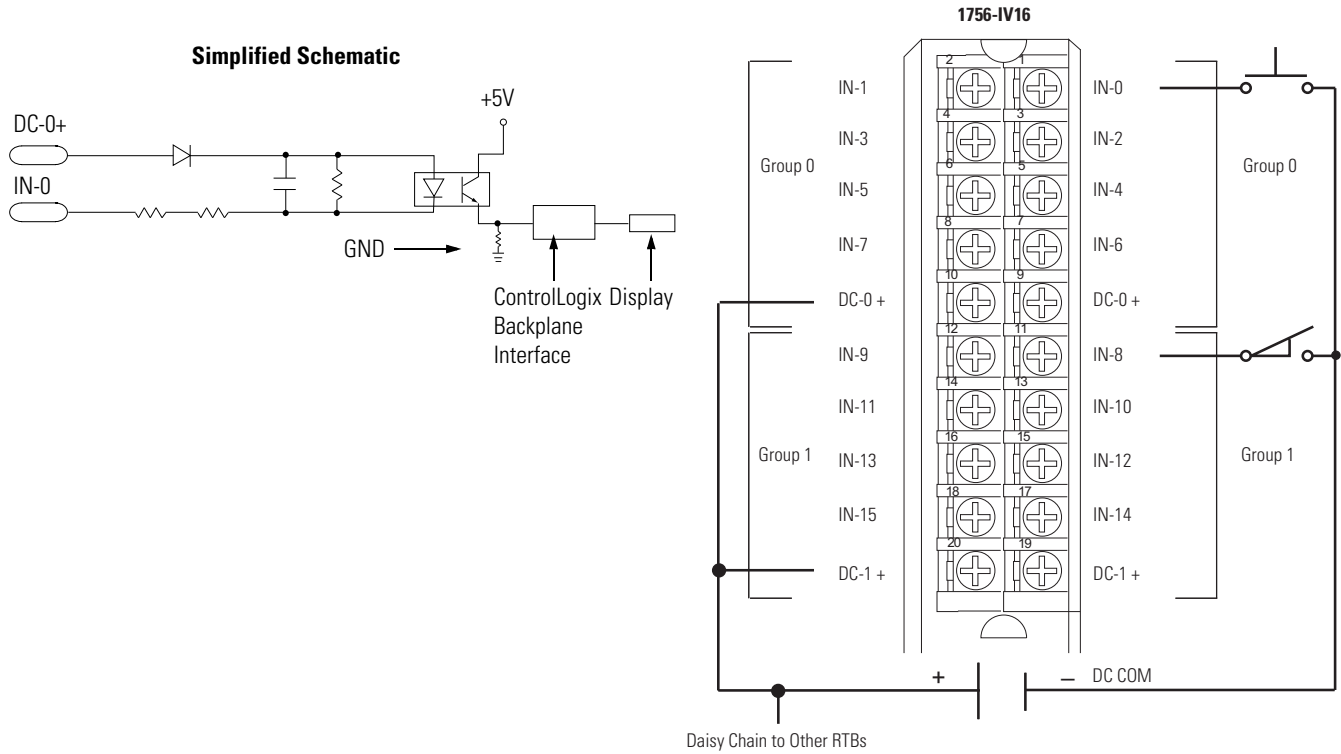 1756-IV16
Simplified Schematic
+5V
DC-0+
IN-0
GND
ControlLogix
Backplane
Interface
Display
Group 0
IN-1
2
1
IN-0
IN-3
4
3
IN-2
Group 0
IN-5
6
5
IN-4
IN-7
8
7
IN-6
DC-0 +
10
9
DC-0 +
IN-9
12
11
IN-8
IN-11
14
13
IN-10
Group 1
IN-13
16
15
IN-12
Group 1
IN-15
18
17
IN-14
DC-1 +
20
19
DC-1 +
+
– DC COM
Daisy Chain to Other RTBs